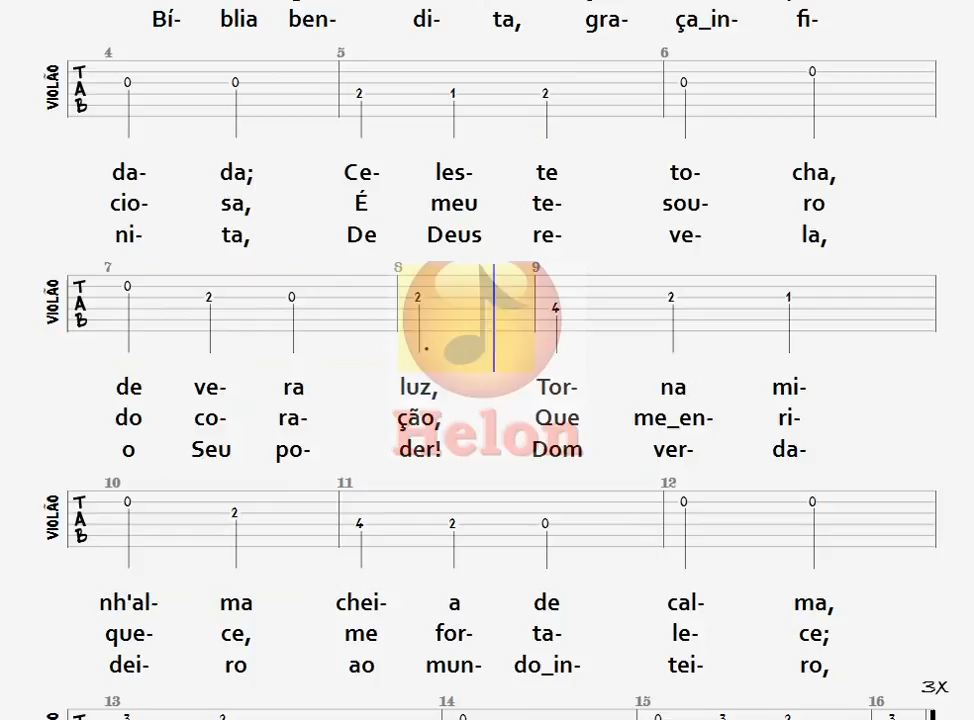 Bí- blia ben- di- ta, gra- ça_in- fi-
4 5 6
VIOLÃO TAB 0 0 2 1 2 0 0
da- da; Ce- les- te to- cha,
cio- sa, É meu te- sou- ro
ni- ta, De Deus re- ve- la,
7 8 9
VIOLÃO TAB 0 2 0 2 4 2 1
de ve- ra luz, Tor- na mi-
do co- ra- ção, Que me_en- ri-
o Seu po- der! Dom ver- da-
Helon
10 11 12
VIOLÃO TAB 0 2 4 2 0 0 0
nh'al- ma chei- a de cal- ma,
que- ce, me for- ta- le- ce;
dei- ro ao mun- do_in- tei- ro,
3X
13 14 15 16